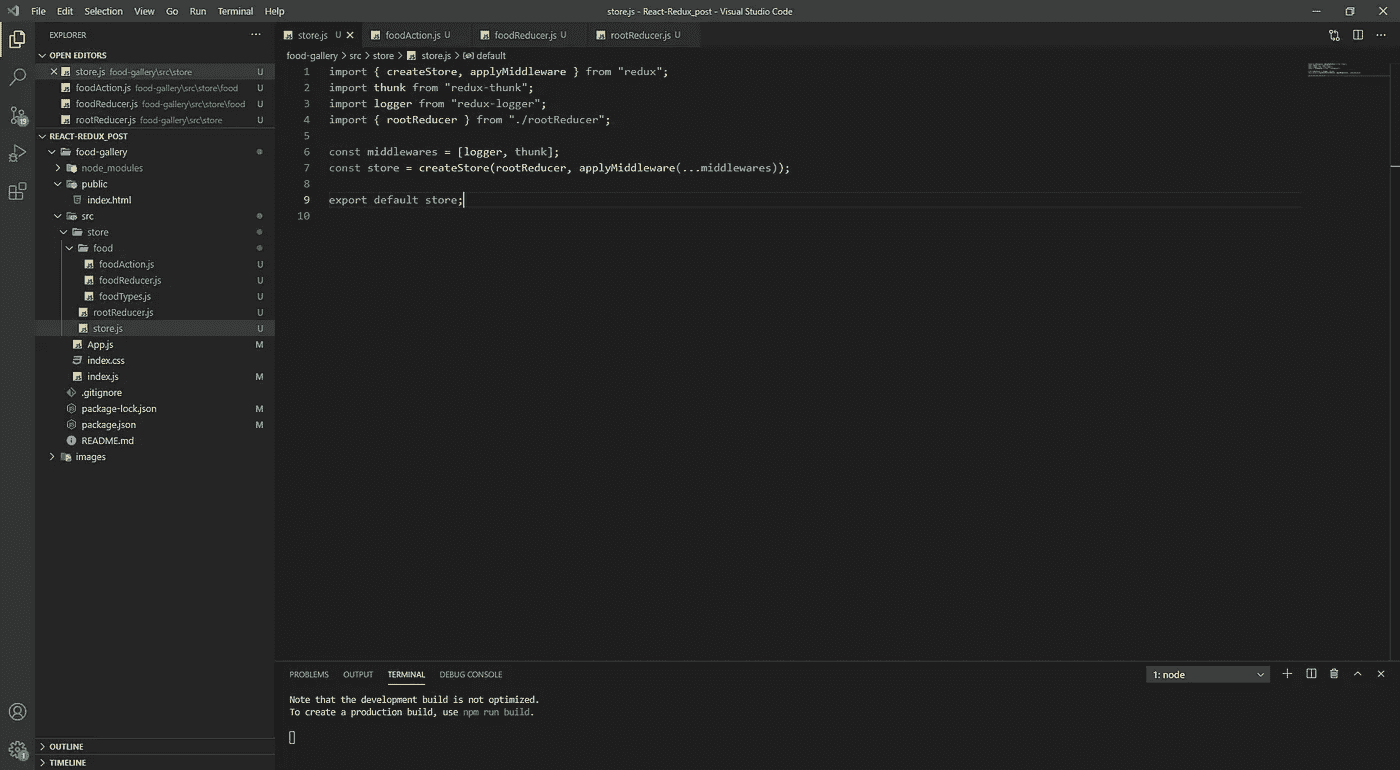 File Edit Selection View Go Run Terminal Help
store.js - React-Redux_post - Visual Studio Code
EXPLORER
OPEN EDITORS
store.js food-gallery\src\store U
foodAction.js food-gallery\src\store\food U
foodReducer.js food-gallery\src\store\food U
rootReducer.js food-gallery\src\store U
REACT-REDUX_POST
food-gallery
node_modules
public
index.html
src
store
food
foodAction.js U
foodReducer.js U
foodTypes.js U
rootReducer.js U
store.js U
App.js M
index.css
index.js M
.gitignore
package-lock.json M
package.json M
README.md
images
OUTLINE
TIMELINE
19
1
store.js U foodAction.js U foodReducer.js U rootReducer.js U
food-gallery > src > store > store.js > default
1 import { createStore, applyMiddleware } from "redux";
2 import thunk from "redux-thunk";
3 import logger from "redux-logger";
4 import { rootReducer } from "./rootReducer";
5
6 const middlewares = [logger, thunk];
7 const store = createStore(rootReducer, applyMiddleware(...middlewares));
8
9 export default store;
10
PROBLEMS OUTPUT TERMINAL DEBUG CONSOLE
1: node
Note that the development build is not optimized.
To create a production build, use npm run build.